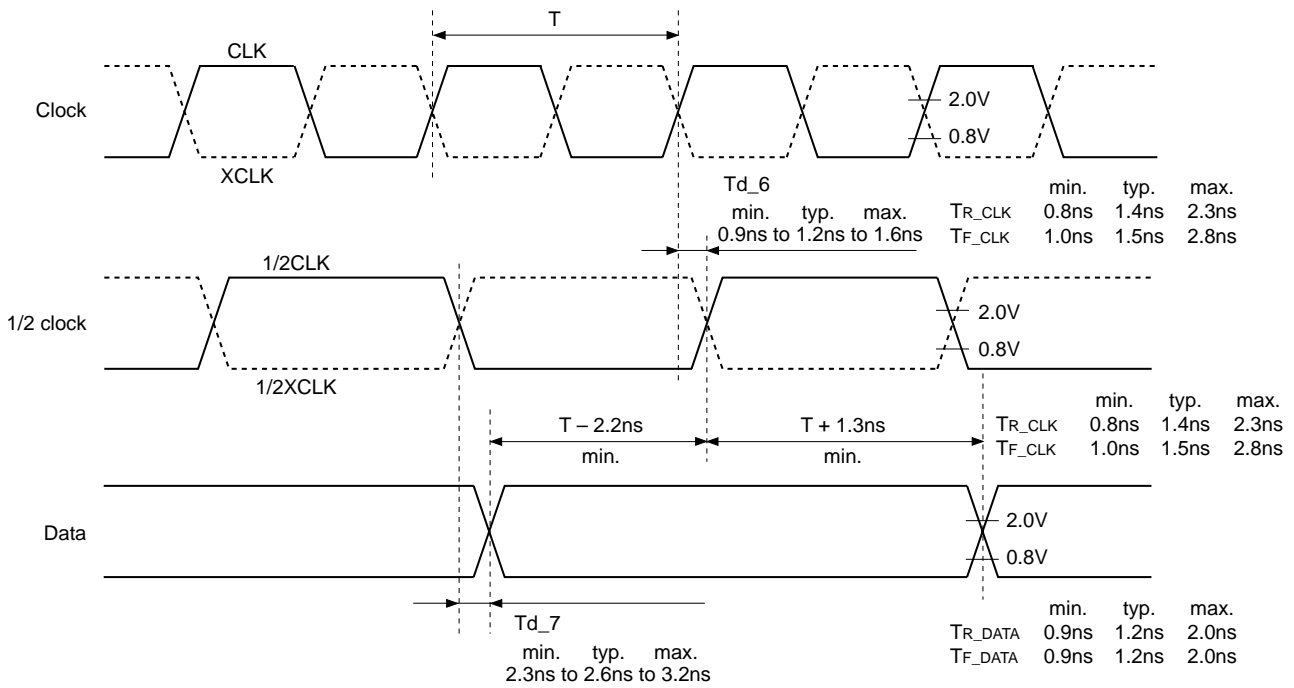 T
CLK
Clock
2.0V
0.8V
XCLK
Td_6
min. typ. max.
0.9ns to 1.2ns to 1.6ns
min. typ. max.
TR_CLK 0.8ns 1.4ns 2.3ns
TF_CLK 1.0ns 1.5ns 2.8ns
1/2CLK
1/2 clock
2.0V
0.8V
1/2XCLK
T – 2.2ns
min.
T + 1.3ns
min.
min. typ. max.
TR_CLK 0.8ns 1.4ns 2.3ns
TF_CLK 1.0ns 1.5ns 2.8ns
Data
2.0V
0.8V
Td_7
min. typ. max.
2.3ns to 2.6ns to 3.2ns
min. typ. max.
TR_DATA 0.9ns 1.2ns 2.0ns
TF_DATA 0.9ns 1.2ns 2.0ns